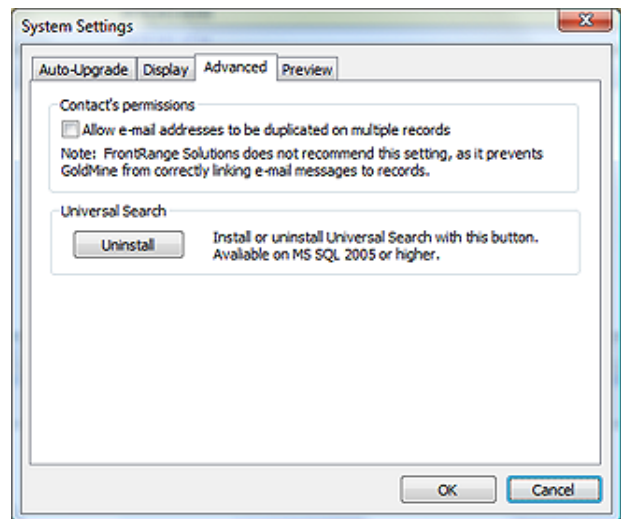 System Settings
Auto-Upgrade Display Advanced Preview
Contact's permissions
Allow e-mail addresses to be duplicated on multiple records
Note: FrontRange Solutions does not recommend this setting, as it prevents
GoldMine from correctly linking e-mail messages to records.
Universal Search
Uninstall
Install or uninstall Universal Search with this button.
Avaliable on MS SQL 2005 or higher.
OK Cancel